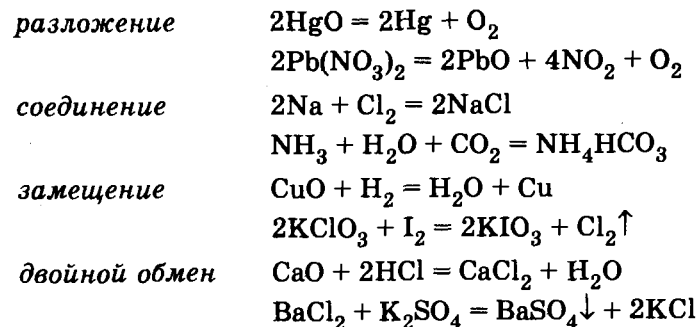 разложение 2HgO = 2Hg + O₂
2Pb(NO₃)₂ = 2PbO + 4NO₂ + O₂
соединение 2Na + Cl₂ = 2NaCl
NH₃ + H₂O + CO₂ = NH₄HCO₃
замещение CuO + H₂ = H₂O + Cu
2KClO₃ + I₂ = 2KIO₃ + Cl₂↑
двойной обмен CaO + 2HCl = CaCl₂ + H₂O
BaCl₂ + K₂SO₄ = BaSO₄↓ + 2KCl